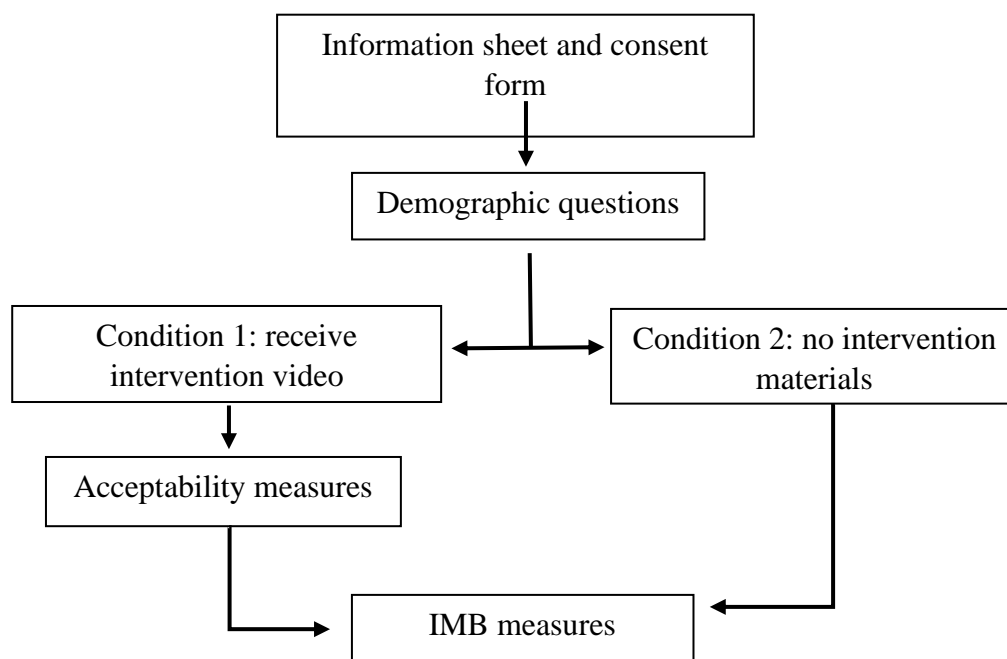 Information sheet and consent
form
Demographic questions
Condition 1: receive
intervention video
Condition 2: no intervention
materials
Acceptability measures
IMB measures